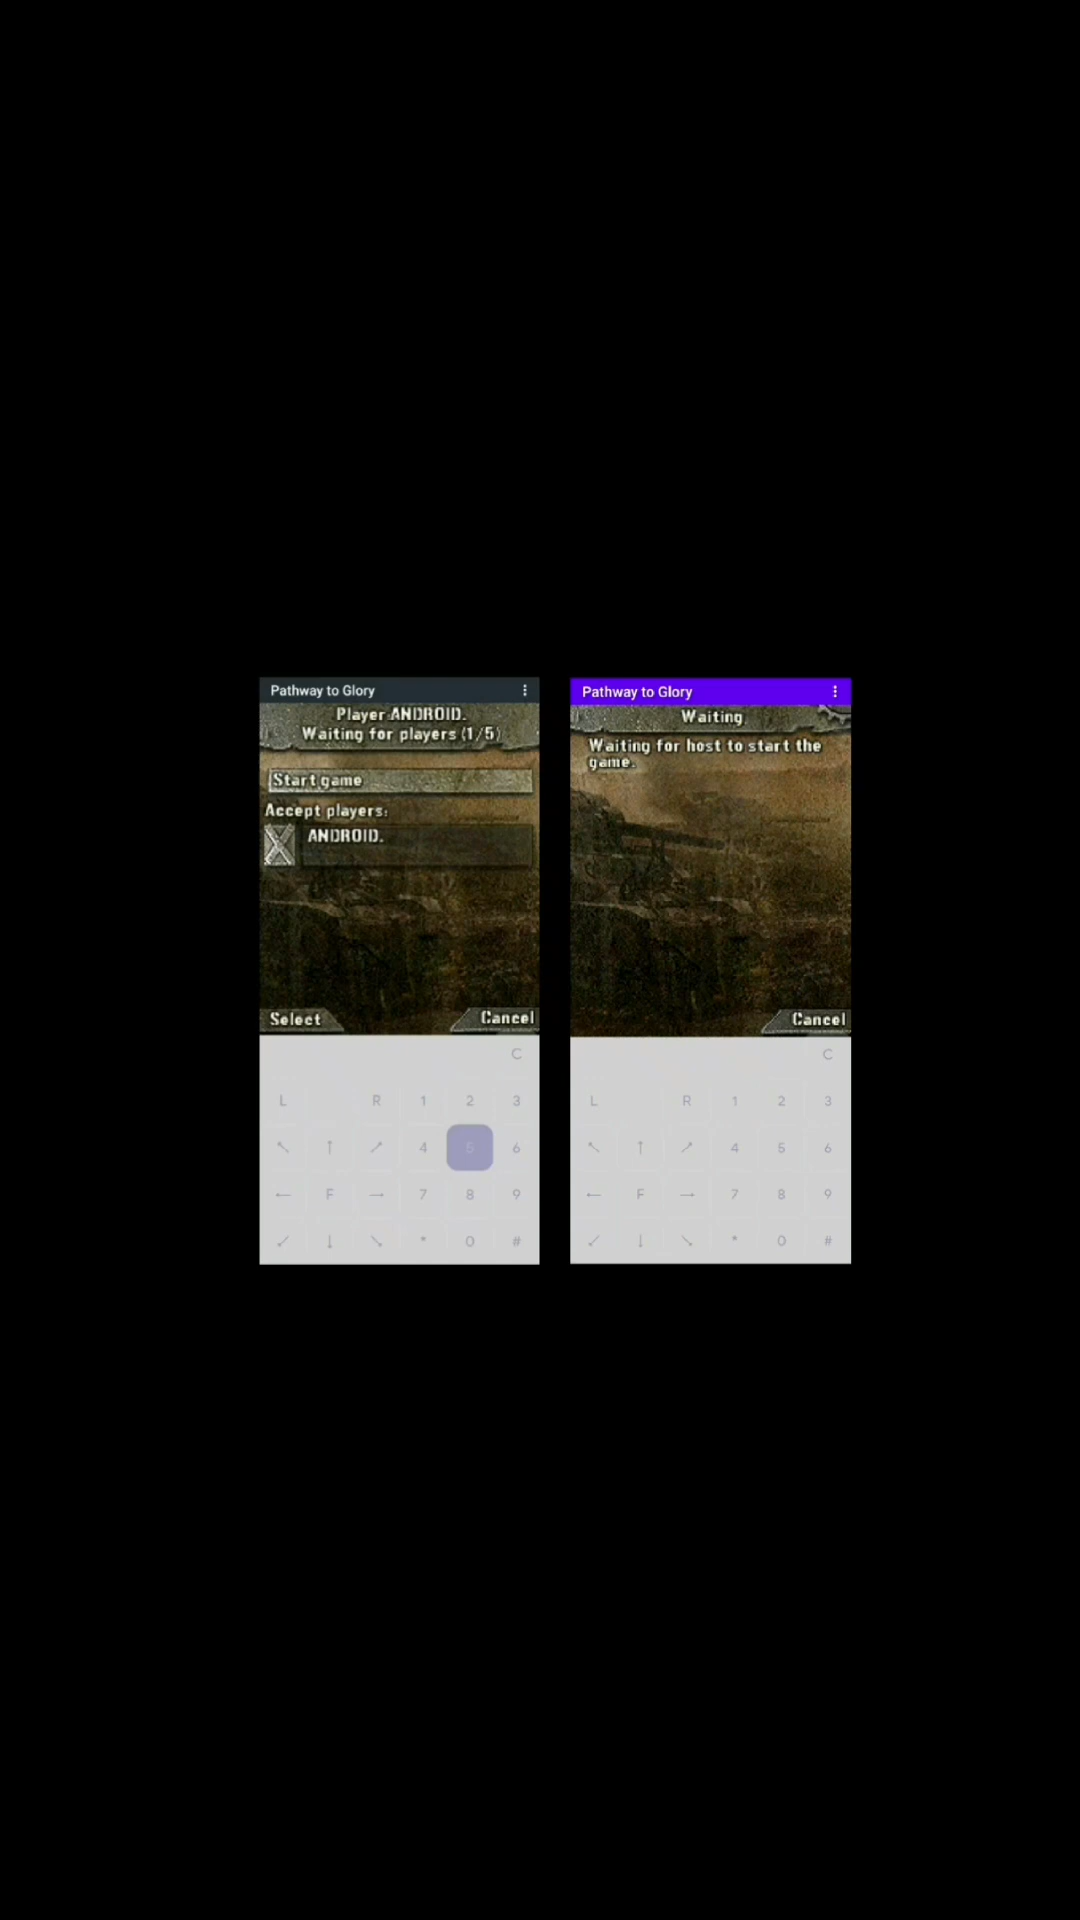 Pathway to Glory
Player ANDROID.
Waiting for players (1/5)
Start game
Accept players:
ANDROID.
Select
Cancel
C
L R 1 2 3
↖ ↑ ↗ 4 5 6
← F → 7 8 9
↙ ↓ ↘ * 0 #
Pathway to Glory
Waiting
Waiting for host to start the
game.
Cancel
C
L R 1 2 3
↖ ↑ ↗ 4 5 6
← F → 7 8 9
↙ ↓ ↘ * 0 #